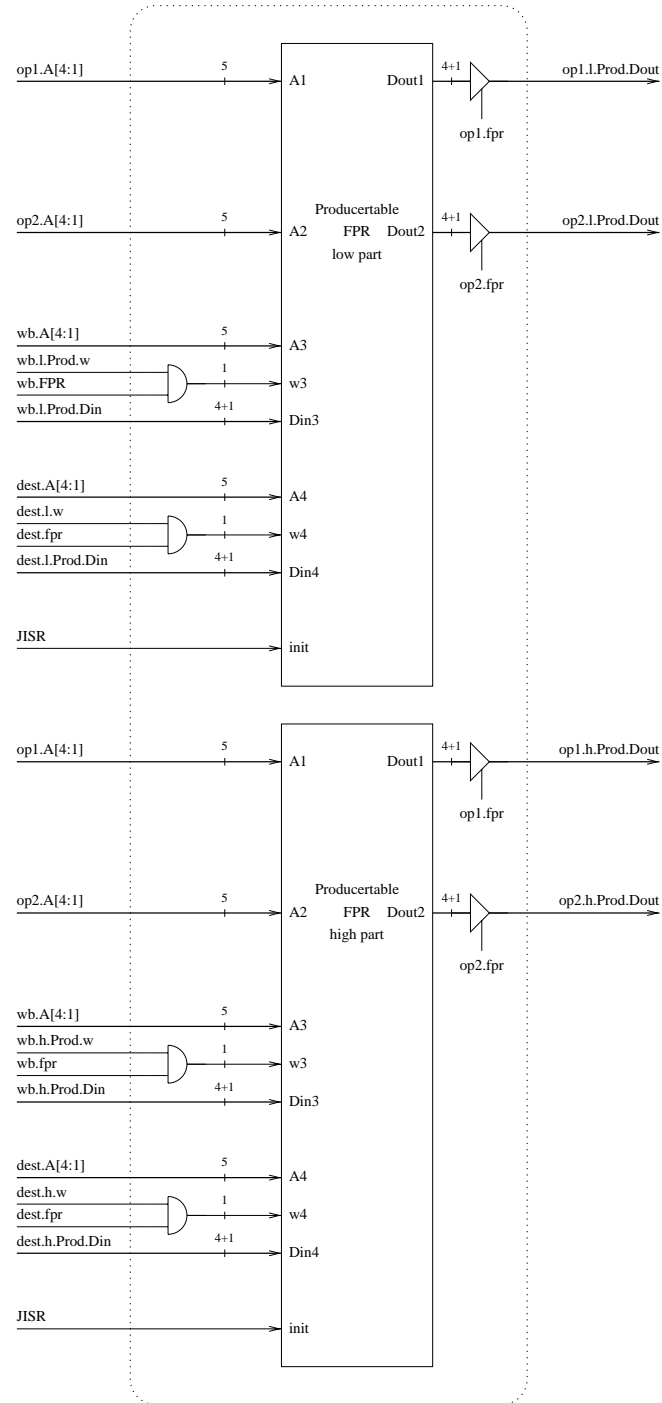 op1.A[4:1] 5 A1 Dout1 4+1 op1.l.Prod.Dout
op1.fpr
op2.A[4:1] 5 A2 Dout2 4+1 op2.l.Prod.Dout
Producertable
FPR
low part
op2.fpr
wb.A[4:1] 5 A3
wb.l.Prod.w
wb.FPR
1 w3
wb.l.Prod.Din 4+1 Din3
dest.A[4:1] 5 A4
dest.l.w
dest.fpr
1 w4
dest.l.Prod.Din 4+1 Din4
JISR init
op1.A[4:1] 5 A1 Dout1 4+1 op1.h.Prod.Dout
op1.fpr
op2.A[4:1] 5 A2 Dout2 4+1 op2.h.Prod.Dout
Producertable
FPR
high part
op2.fpr
wb.A[4:1] 5 A3
wb.h.Prod.w
wb.fpr
1 w3
wb.h.Prod.Din 4+1 Din3
dest.A[4:1] 5 A4
dest.h.w
dest.fpr
1 w4
dest.h.Prod.Din 4+1 Din4
JISR init